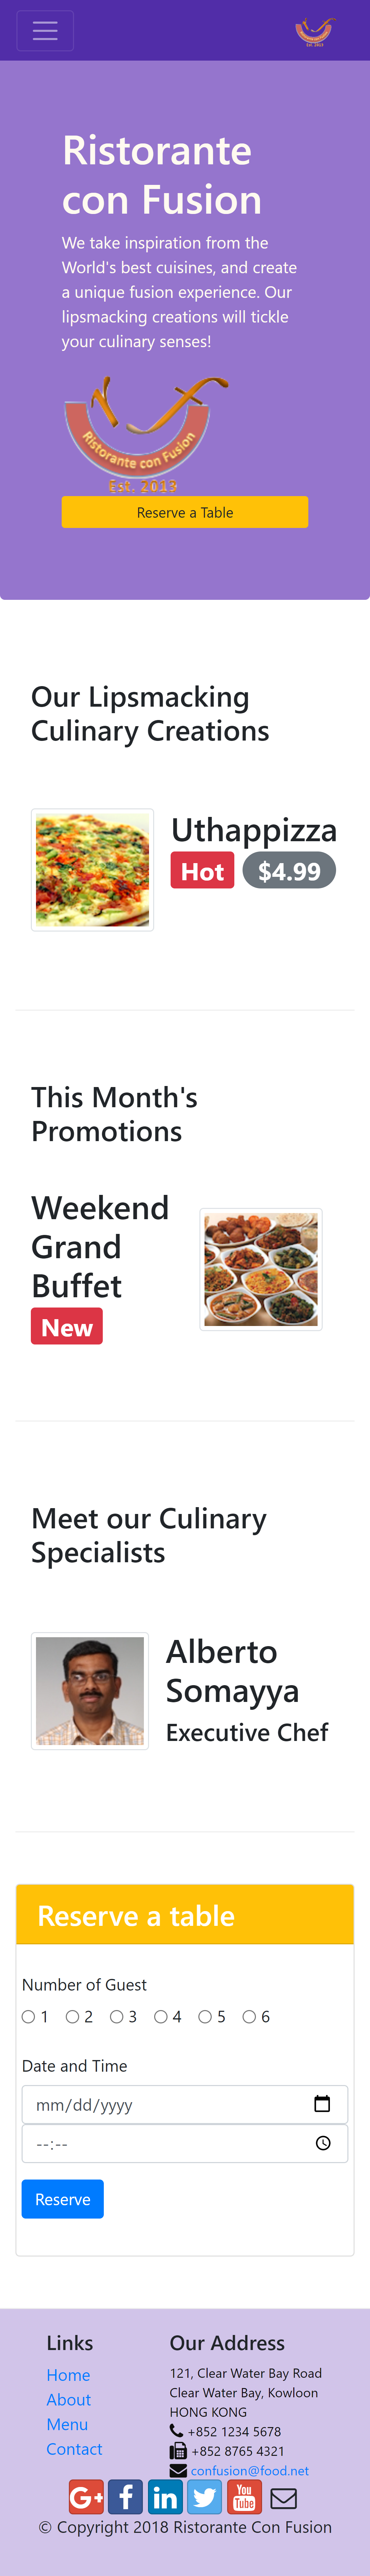 Ristorante
con Fusion
We take inspiration from the
World's best cuisines, and create
a unique fusion experience. Our
lipsmacking creations will tickle
your culinary senses!
Ristorante con Fusion
Est. 2013
Reserve a Table
Our Lipsmacking
Culinary Creations
Uthappizza
Hot $4.99
This Month's
Promotions
Weekend
Grand
Buffet
New
Meet our Culinary
Specialists
Alberto
Somayya
Executive Chef
Reserve a table
Number of Guest
1 2 3 4 5 6
Date and Time
mm/dd/yyyy
--:--
Reserve
Links
Home
About
Menu
Contact
Our Address
121, Clear Water Bay Road
Clear Water Bay, Kowloon
HONG KONG
+852 1234 5678
+852 8765 4321
confusion@food.net
G+ f in You Tube
© Copyright 2018 Ristorante Con Fusion